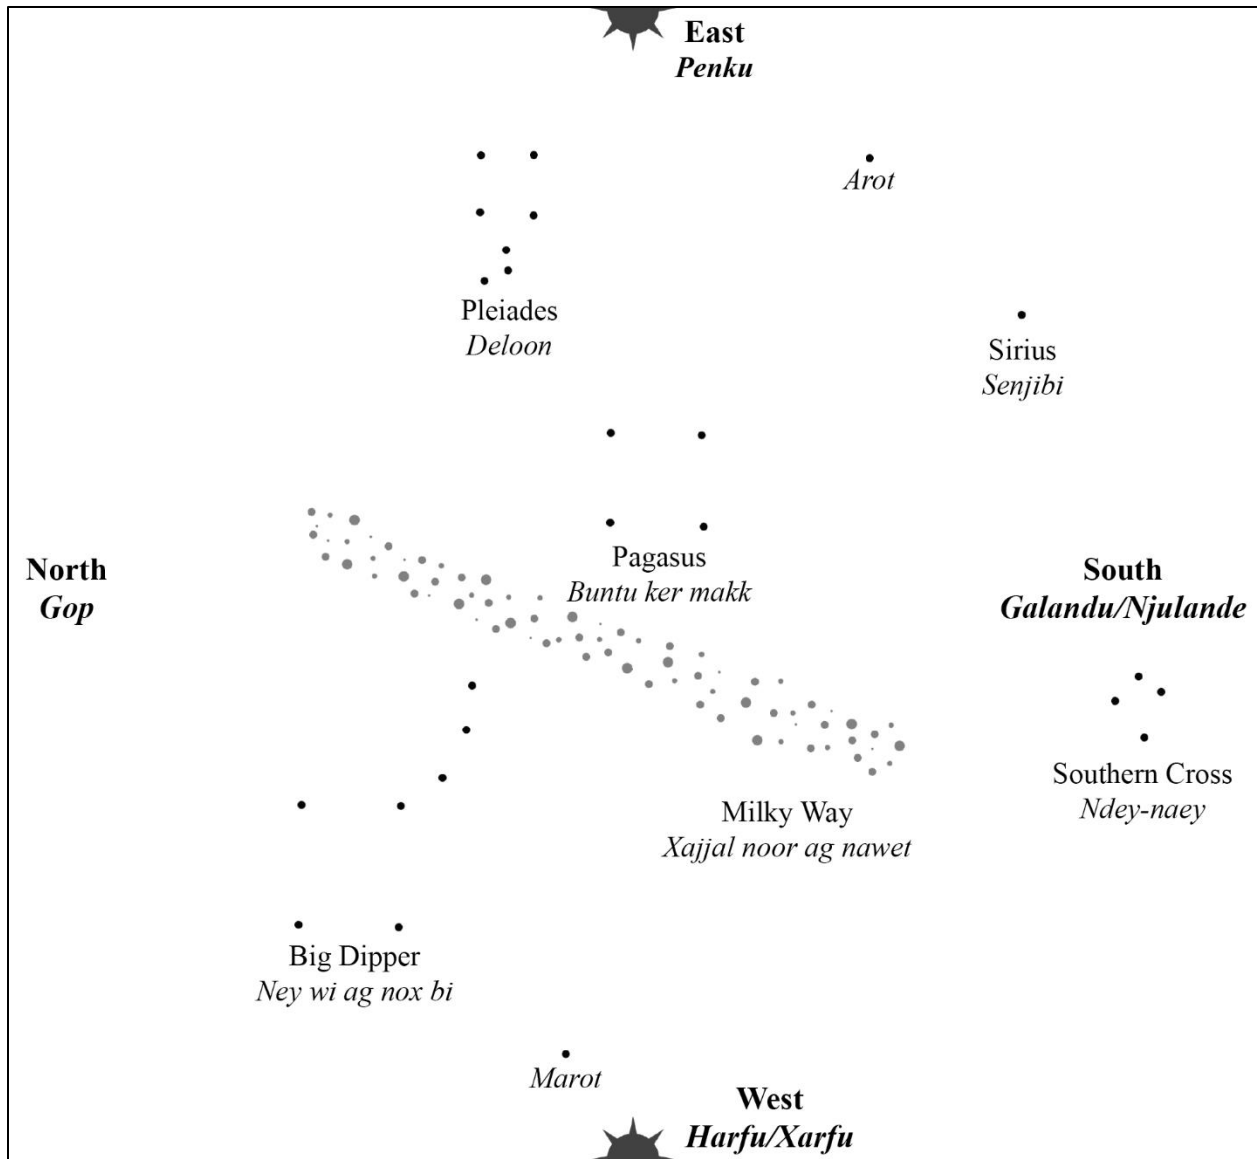 East
Penku
Arot
Pleiades
Deloon
Sirius
Senjibi
Pagasus
Buntu ker makk
North
Gop
South
Galandu/Njulande
Milky Way
Xajjal noor ag nawet
Southern Cross
Ndey-naey
Big Dipper
Ney wi ag nox bi
Marot
West
Harfu/Xarfu